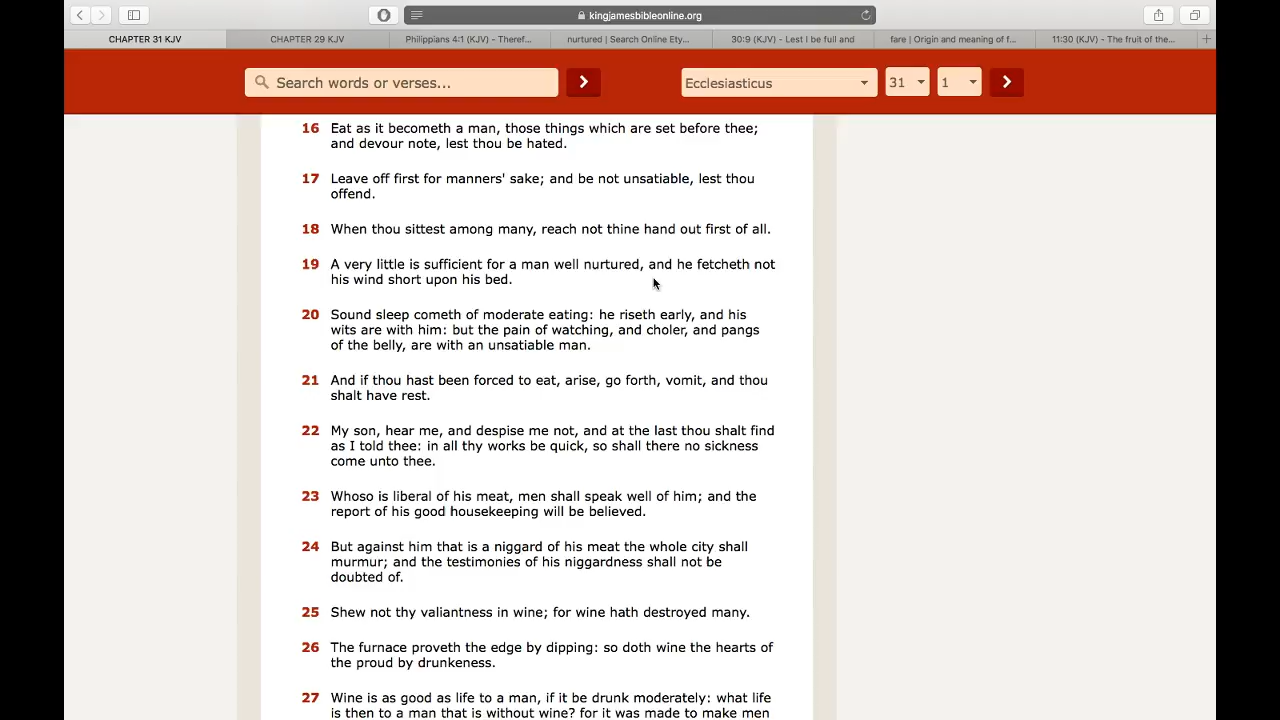 kingjamesbibleonline.org
CHAPTER 31 KJV
CHAPTER 29 KJV
Philippians 4:1 (KJV) - Theref...
nurtured | Search Online Ety...
30:9 (KJV) - Lest I be full and
fare | Origin and meaning of f...
11:30 (KJV) - The fruit of the...
Search words or verses...
Ecclesiasticus
31
1
16 Eat as it becometh a man, those things which are set before thee;
and devour note, lest thou be hated.
17 Leave off first for manners' sake; and be not unsatiable, lest thou
offend.
18 When thou sittest among many, reach not thine hand out first of all.
19 A very little is sufficient for a man well nurtured, and he fetcheth not
his wind short upon his bed.
20 Sound sleep cometh of moderate eating: he riseth early, and his
wits are with him: but the pain of watching, and choler, and pangs
of the belly, are with an unsatiable man.
21 And if thou hast been forced to eat, arise, go forth, vomit, and thou
shalt have rest.
22 My son, hear me, and despise me not, and at the last thou shalt find
as I told thee: in all thy works be quick, so shall there no sickness
come unto thee.
23 Whoso is liberal of his meat, men shall speak well of him; and the
report of his good housekeeping will be believed.
24 But against him that is a niggard of his meat the whole city shall
murmur; and the testimonies of his niggardness shall not be
doubted of.
25 Shew not thy valiantness in wine; for wine hath destroyed many.
26 The furnace proveth the edge by dipping: so doth wine the hearts of
the proud by drunkeness.
27 Wine is as good as life to a man, if it be drunk moderately: what life
is then to a man that is without wine? for it was made to make men